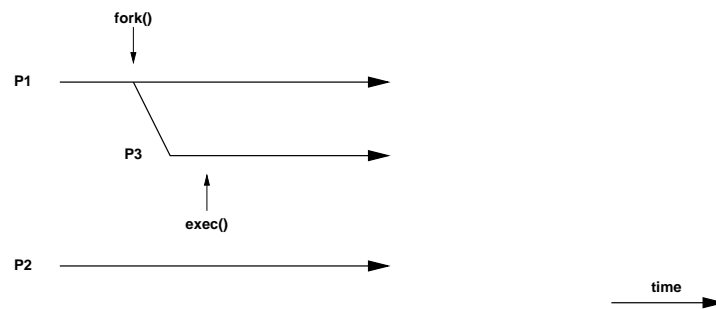 fork()
P1
P3
exec()
P2
time